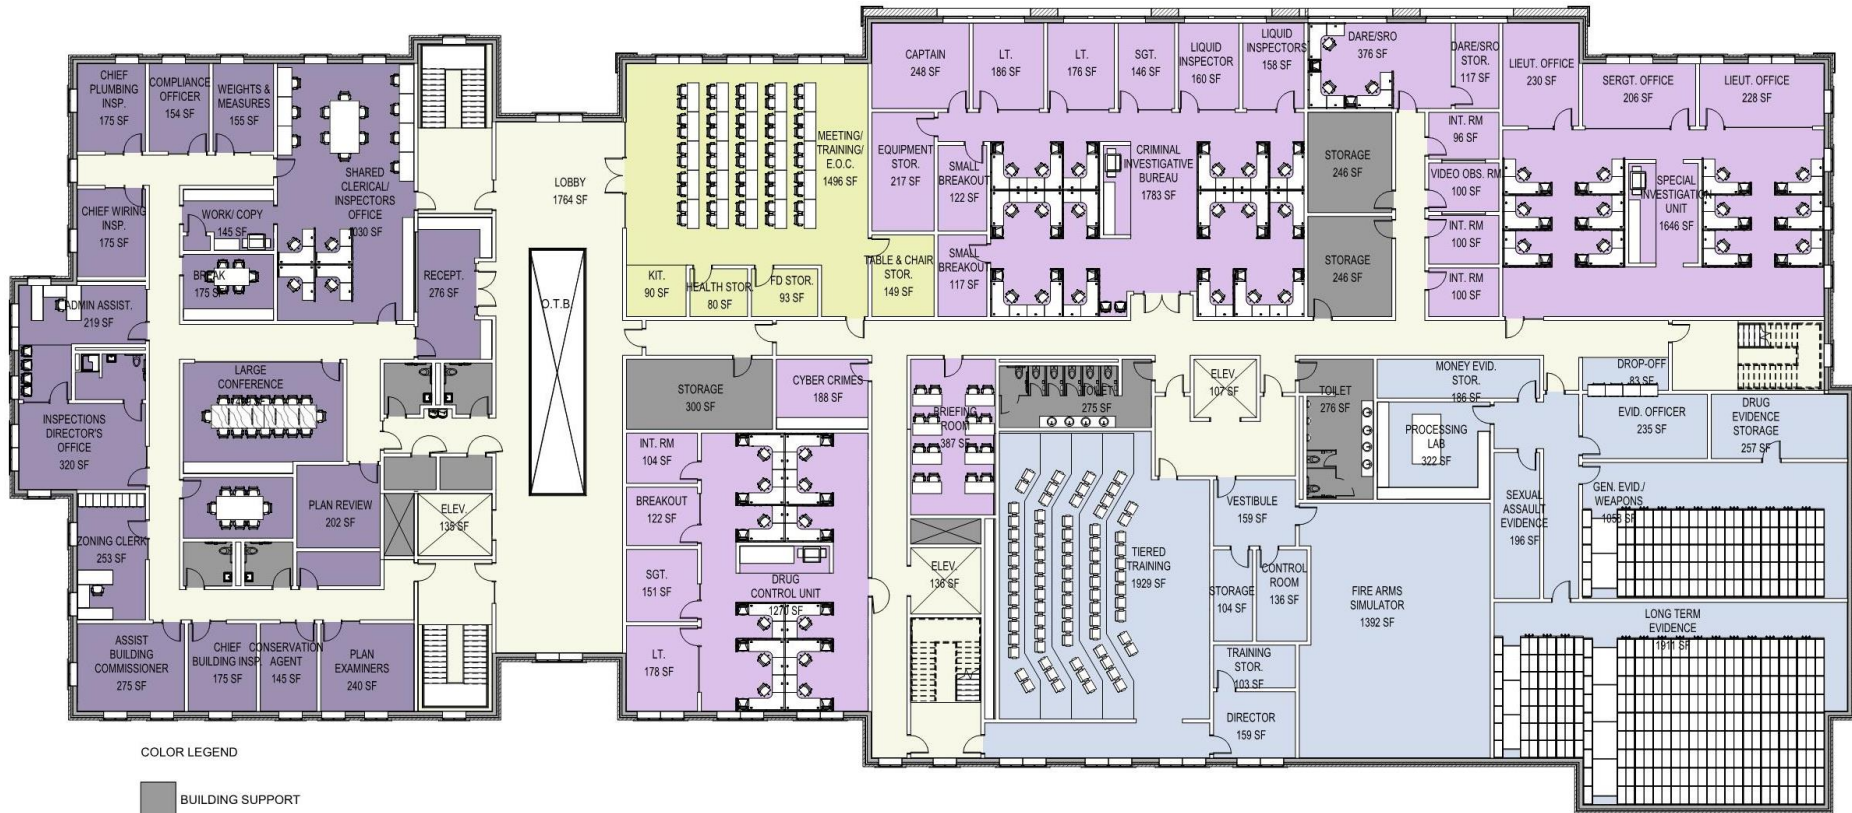 CHIEF
PLUMBING
INSP.
175 SF
COMPLIANCE
OFFICER
154 SF
WEIGHTS &
MEASURES
155 SF
SHARED
CLERICAL/
INSPECTORS
OFFICE
1030 SF
CHIEF WIRING
INSP.
175 SF
WORK/ COPY
145 SF
BREAK
175 SF
RECEPT.
276 SF
ADMIN ASSIST.
219 SF
LARGE
CONFERENCE
INSPECTIONS
DIRECTOR'S
OFFICE
320 SF
PLAN REVIEW
202 SF
ELEV.
135 SF
ZONING CLERK
253 SF
ASSIST
BUILDING
COMMISSIONER
275 SF
CHIEF
BUILDING INSP.
175 SF
CONSERVATION
AGENT
145 SF
PLAN
EXAMINERS
240 SF
LOBBY
1764 SF
O.T.B.
MEETING/
TRAINING/
E.O.C.
1496 SF
KIT.
90 SF
HEALTH STOR.
80 SF
FD STOR.
93 SF
TABLE & CHAIR
STOR.
149 SF
CAPTAIN
248 SF
LT.
186 SF
LT.
176 SF
SGT.
146 SF
LIQUID
INSPECTOR
160 SF
LIQUID
INSPECTORS
158 SF
DARE/SRO
376 SF
DARE/SRO
STOR.
117 SF
LIEUT. OFFICE
230 SF
SERGT. OFFICE
206 SF
LIEUT. OFFICE
228 SF
EQUIPMENT
STOR.
217 SF
SMALL
BREAKOUT
122 SF
SMALL
BREAKOUT
117 SF
CRIMINAL
INVESTIGATIVE
BUREAU
1783 SF
STORAGE
246 SF
STORAGE
246 SF
INT. RM
96 SF
VIDEO OBS. RM
100 SF
INT. RM
100 SF
INT. RM
100 SF
SPECIAL
INVESTIGATION
UNIT
1646 SF
STORAGE
300 SF
CYBER CRIMES
188 SF
BRIEFING
ROOM
387 SF
TOILET
275 SF
ELEV.
107 SF
TOILET
276 SF
MONEY EVID.
STOR.
186 SF
DROP-OFF
83 SF
PROCESSING
LAB
322 SF
EVID. OFFICER
235 SF
DRUG
EVIDENCE
STORAGE
257 SF
INT. RM
104 SF
BREAKOUT
122 SF
SGT.
151 SF
LT.
178 SF
DRUG
CONTROL UNIT
1270 SF
ELEV.
136 SF
TIERED
TRAINING
1929 SF
VESTIBULE
159 SF
STORAGE
104 SF
CONTROL
ROOM
136 SF
TRAINING
STOR.
103 SF
DIRECTOR
159 SF
FIRE ARMS
SIMULATOR
1392 SF
SEXUAL
ASSAULT
EVIDENCE
196 SF
GEN. EVID./
WEAPONS
1058 SF
LONG TERM
EVIDENCE
1911 SF
COLOR LEGEND
BUILDING SUPPORT